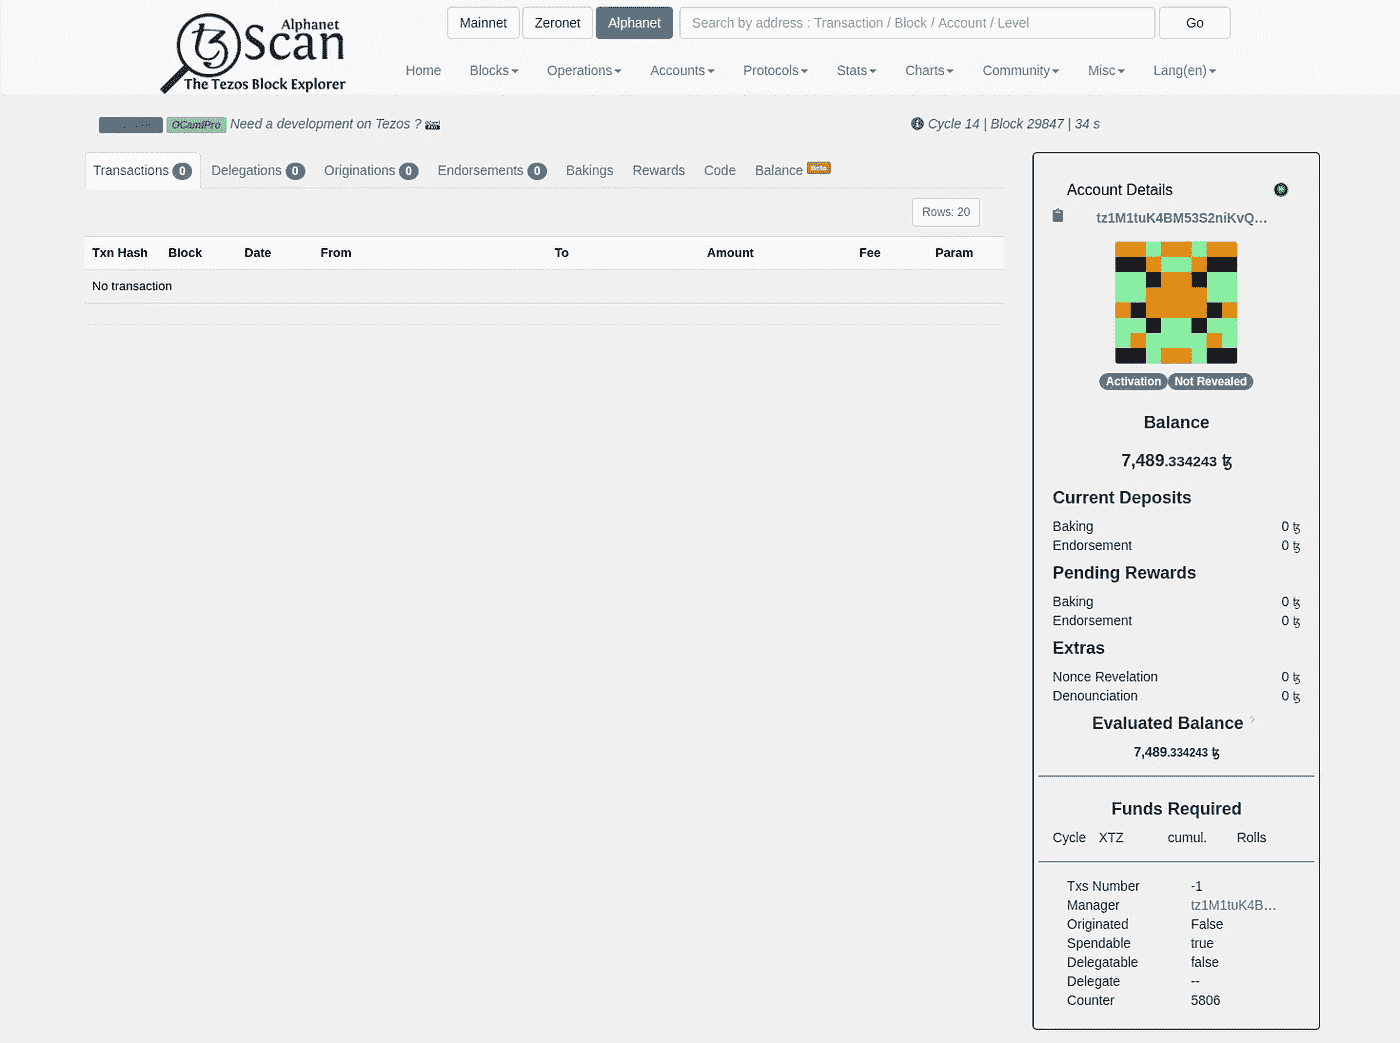 Alphanet
tz Scan
The Tezos Block Explorer
Mainnet Zeronet Alphanet Search by address : Transaction / Block / Account / Level Go
Home Blocks Operations Accounts Protocols Stats Charts Community Misc Lang(en)
OCamlPro Need a development on Tezos ?
Cycle 14 | Block 29847 | 34 s
Transactions 0 Delegations 0 Originations 0 Endorsements 0 Bakings Rewards Code Balance Beta
Rows: 20
Txn Hash Block Date From To Amount Fee Param
No transaction
Account Details
tz1M1tuK4BM53S2niKvQ...
Activation Not Revealed
Balance
7,489.334243 ꜩ
Current Deposits
Baking 0 ꜩ
Endorsement 0 ꜩ
Pending Rewards
Baking 0 ꜩ
Endorsement 0 ꜩ
Extras
Nonce Revelation 0 ꜩ
Denounciation 0 ꜩ
Evaluated Balance ?
7,489.334243 ꜩ
Funds Required
Cycle XTZ cumul. Rolls
Txs Number -1
Manager tz1M1tuK4B...
Originated False
Spendable true
Delegatable false
Delegate --
Counter 5806